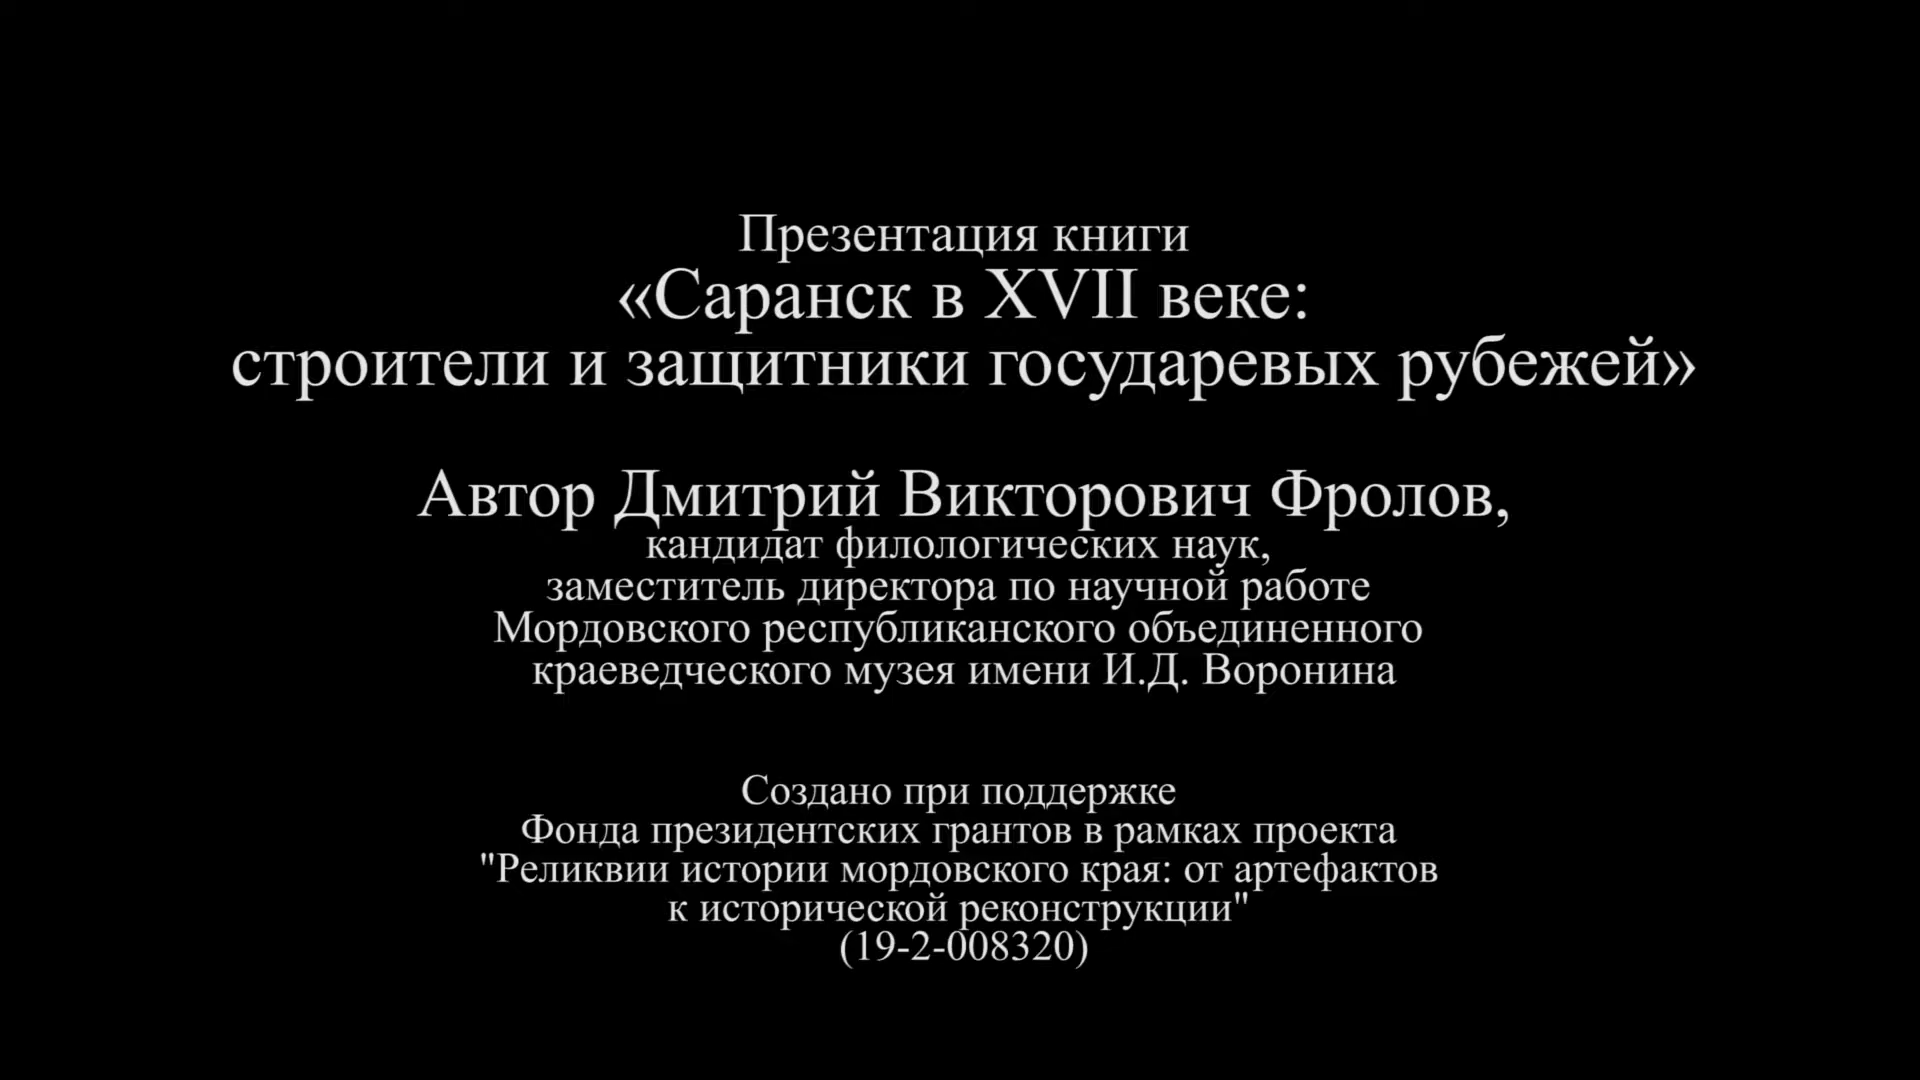 Презентация книги
«Саранск в XVII веке:
строители и защитники государевых рубежей»
Автор Дмитрий Викторович Фролов,
кандидат филологических наук,
заместитель директора по научной работе
Мордовского республиканского объединенного
краеведческого музея имени И.Д. Воронина
Создано при поддержке
Фонда президентских грантов в рамках проекта
"Реликвии истории мордовского края: от артефактов
к исторической реконструкции"
(19-2-008320)